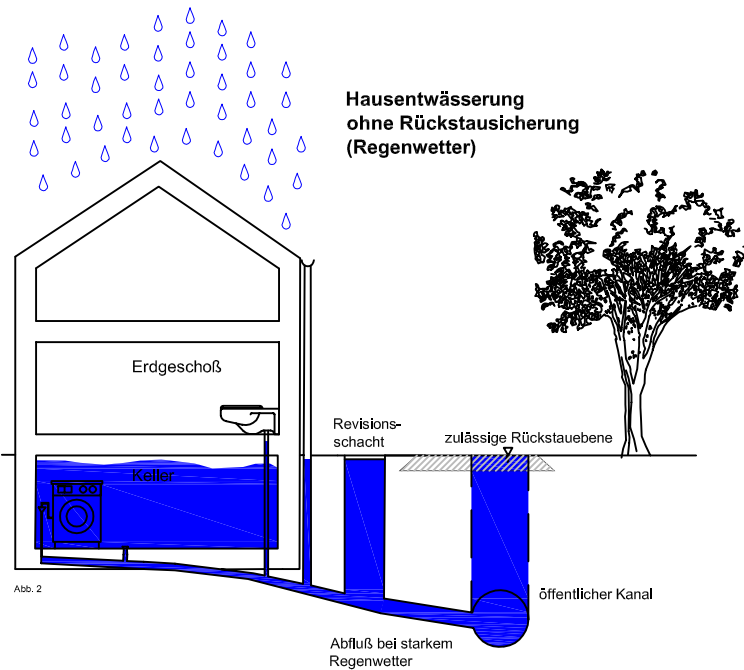 Hausentwässerung
ohne Rückstausicherung
(Regenwetter)
Erdgeschoß
Revisions-
schacht
zulässige Rückstauebene
Keller
Abb. 2
öffentlicher Kanal
Abfluß bei starkem
Regenwetter